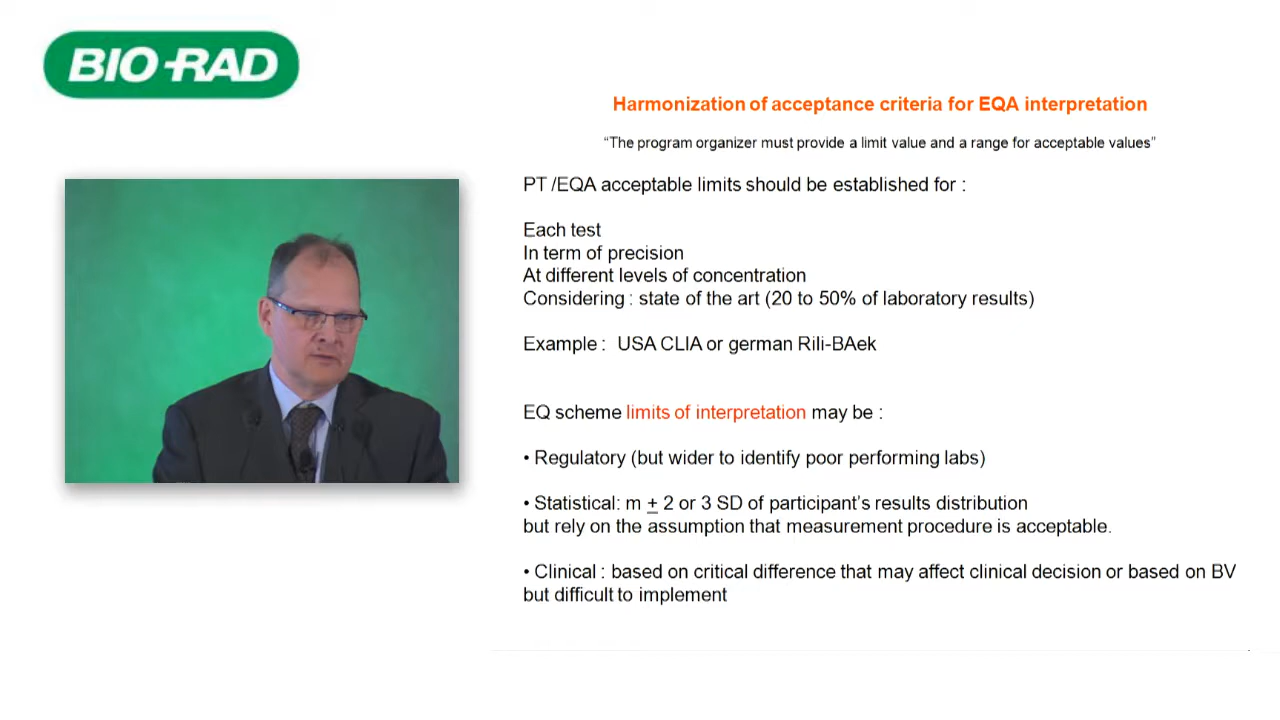 BIO-RAD
Harmonization of acceptance criteria for EQA interpretation
“The program organizer must provide a limit value and a range for acceptable values”
PT /EQA acceptable limits should be established for :
Each test
In term of precision
At different levels of concentration
Considering : state of the art (20 to 50% of laboratory results)
Example : USA CLIA or german Rili-BAek
EQ scheme limits of interpretation may be :
• Regulatory (but wider to identify poor performing labs)
• Statistical: m ± 2 or 3 SD of participant’s results distribution
but rely on the assumption that measurement procedure is acceptable.
• Clinical : based on critical difference that may affect clinical decision or based on BV
but difficult to implement